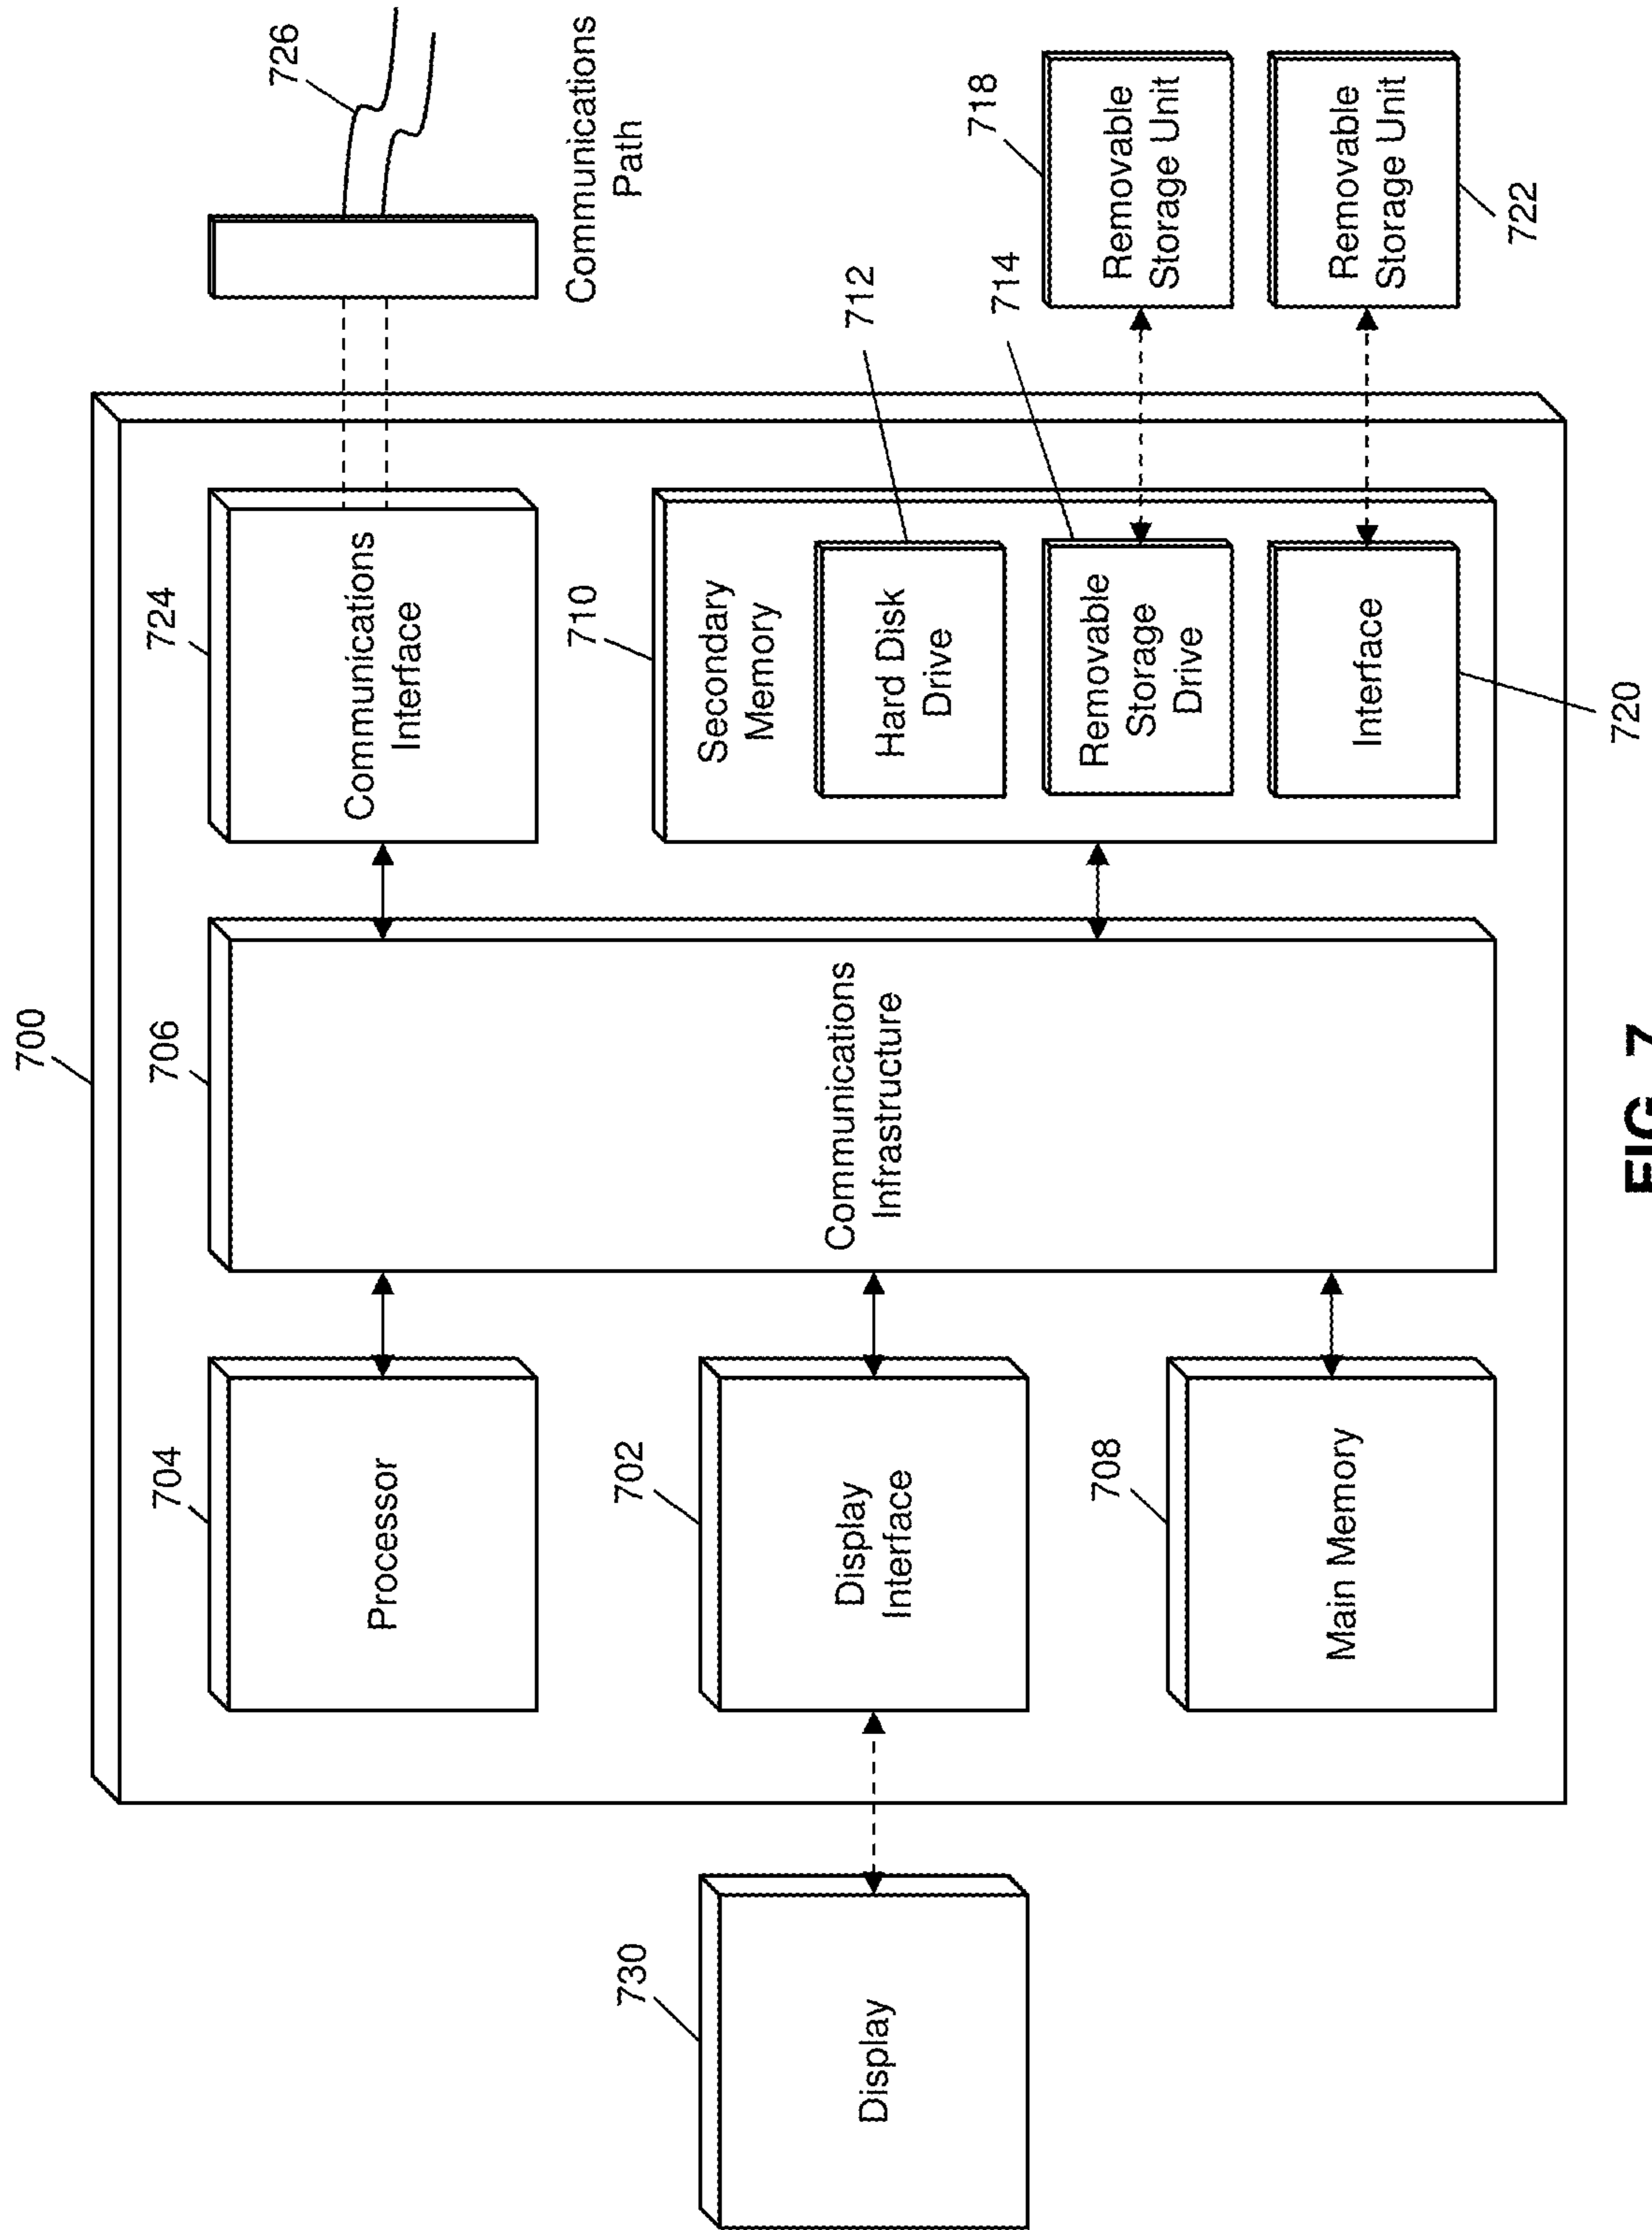 700
704
Processor
706
Communications
Infrastructure
724
Communications
Interface
726
Communications
Path
730
Display
702
Display
Interface
710
Secondary
Memory
712
Hard Disk
Drive
714
Removable
Storage
Drive
718
Removable
Storage Unit
708
Main Memory
Interface
720
Removable
Storage Unit
722
FIG. 7